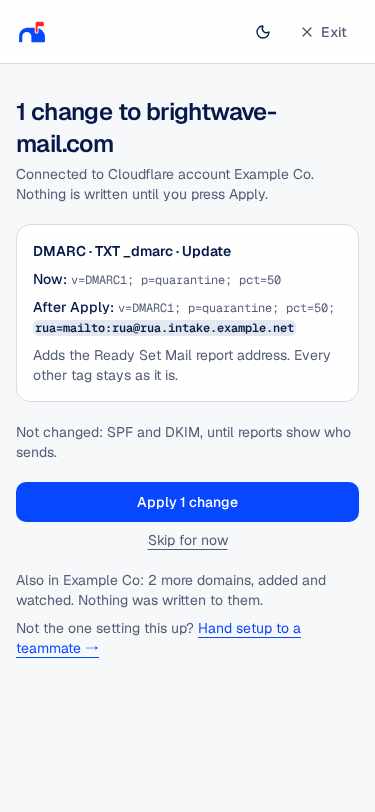 Exit
1 change to brightwave-
mail.com
Connected to Cloudflare account Example Co.
Nothing is written until you press Apply.
DMARC · TXT _dmarc · Update
Now: v=DMARC1; p=quarantine; pct=50
After Apply: v=DMARC1; p=quarantine; pct=50;
rua=mailto:rua@rua.intake.example.net
Adds the Ready Set Mail report address. Every
other tag stays as it is.
Not changed: SPF and DKIM, until reports show who
sends.
Apply 1 change
Skip for now
Also in Example Co: 2 more domains, added and
watched. Nothing was written to them.
Not the one setting this up? Hand setup to a
teammate →